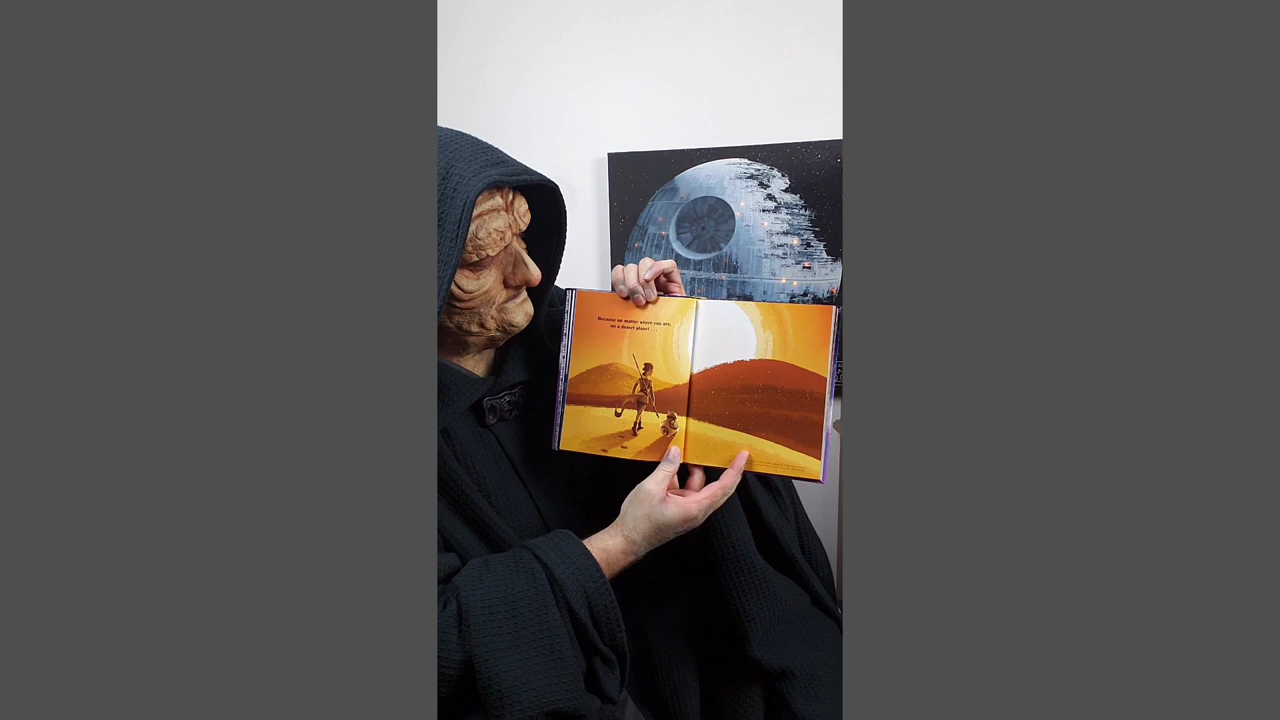 Because no matter where you are,
on a desert planet . . .